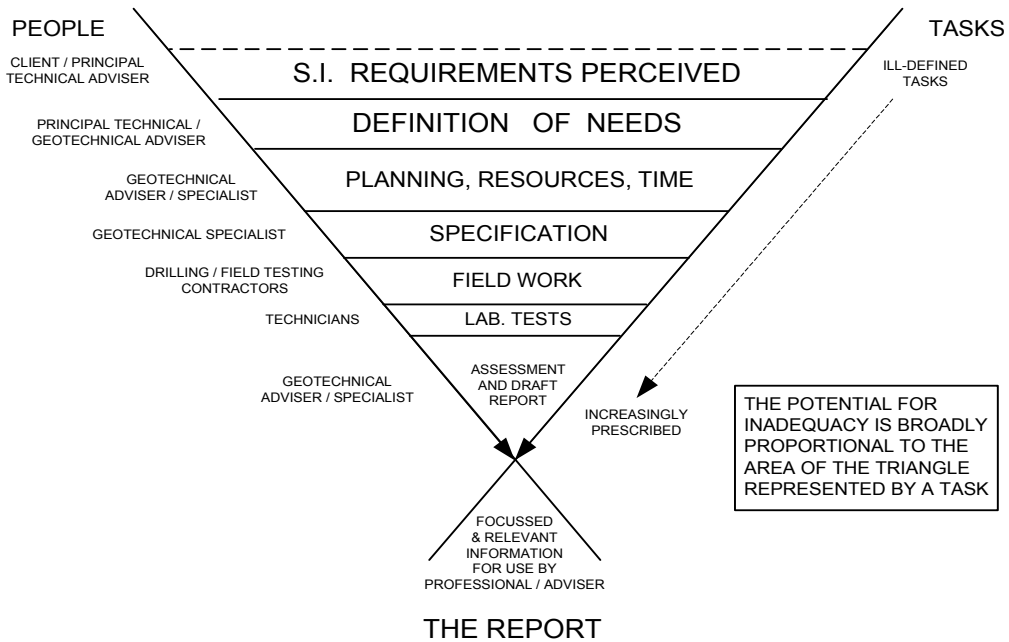 PEOPLE
TASKS
CLIENT / PRINCIPAL
TECHNICAL ADVISER
S.I. REQUIREMENTS PERCEIVED
ILL-DEFINED
TASKS
PRINCIPAL TECHNICAL /
GEOTECHNICAL ADVISER
DEFINITION OF NEEDS
GEOTECHNICAL
ADVISER / SPECIALIST
PLANNING, RESOURCES, TIME
GEOTECHNICAL SPECIALIST
SPECIFICATION
DRILLING / FIELD TESTING
CONTRACTORS
FIELD WORK
TECHNICIANS
LAB. TESTS
GEOTECHNICAL
ADVISER / SPECIALIST
ASSESSMENT
AND DRAFT
REPORT
INCREASINGLY
PRESCRIBED
THE POTENTIAL FOR
INADEQUACY IS BROADLY
PROPORTIONAL TO THE
AREA OF THE TRIANGLE
REPRESENTED BY A TASK
FOCUSSED
& RELEVANT
INFORMATION
FOR USE BY
PROFESSIONAL / ADVISER
THE REPORT